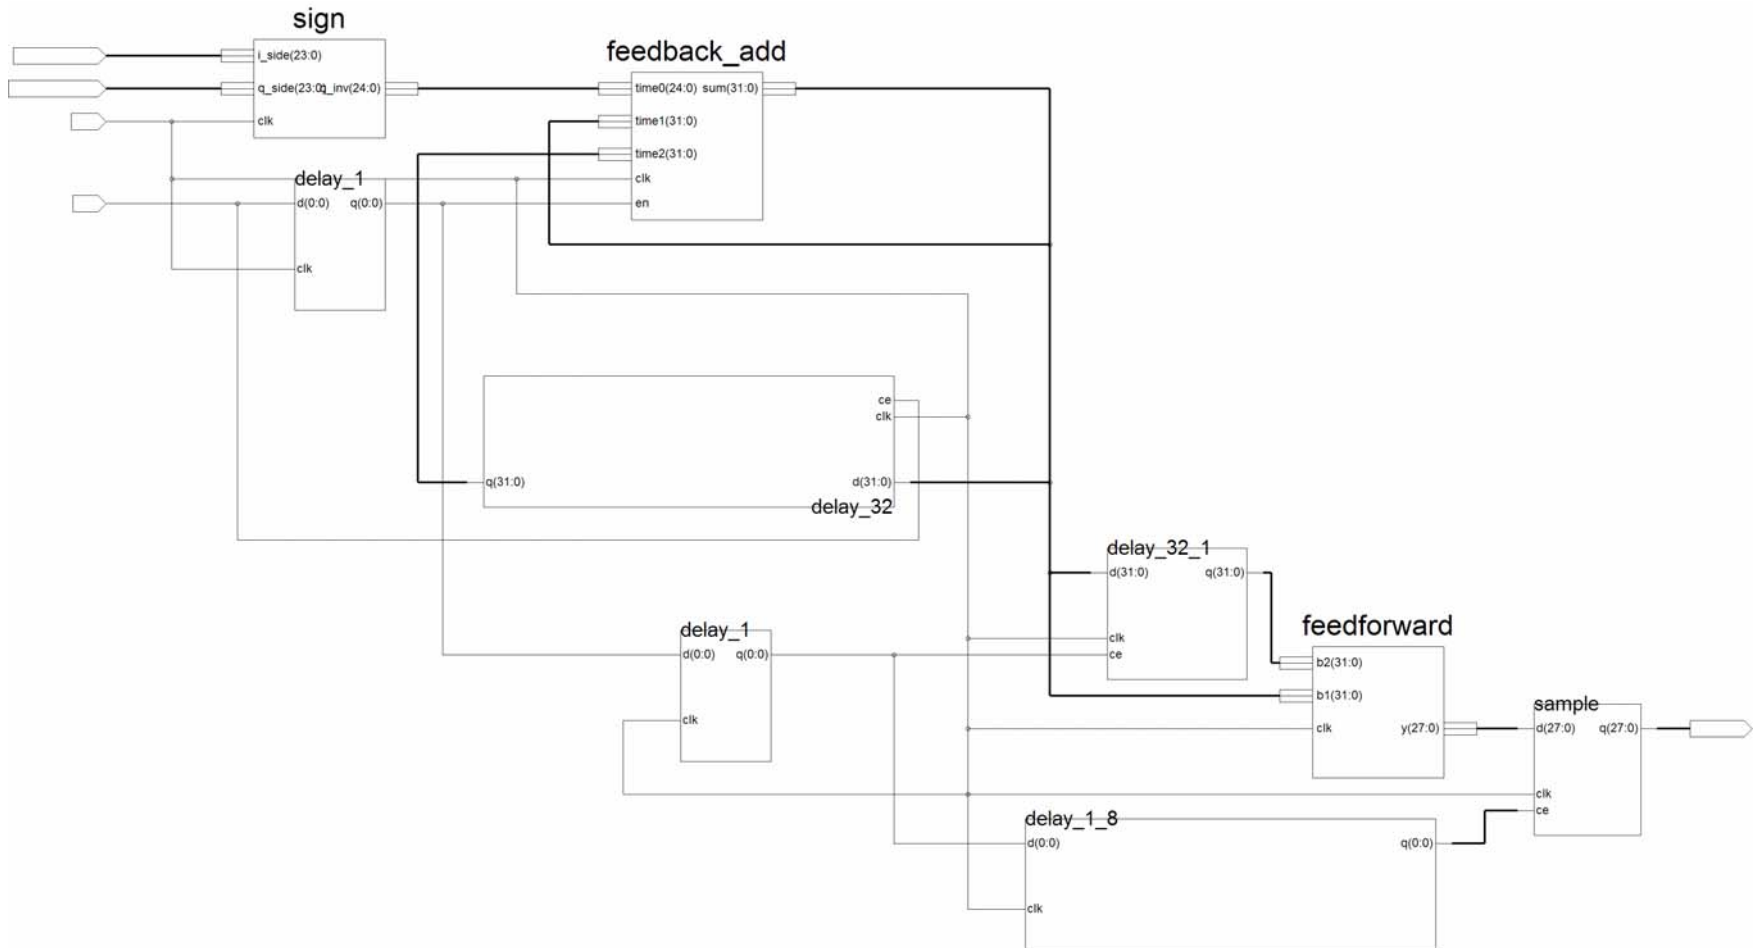 sign
i_side(23:0)
q_side(23:0) q_inv(24:0)
clk
feedback_add
time0(24:0) sum(31:0)
time1(31:0)
time2(31:0)
clk
en
delay_1
d(0:0) q(0:0)
clk
ce
clk
q(31:0) d(31:0)
delay_32
delay_32_1
d(31:0) q(31:0)
clk
ce
delay_1
d(0:0) q(0:0)
clk
feedforward
b2(31:0)
b1(31:0)
clk y(27:0)
sample
d(27:0) q(27:0)
clk
ce
delay_1_8
d(0:0) q(0:0)
clk